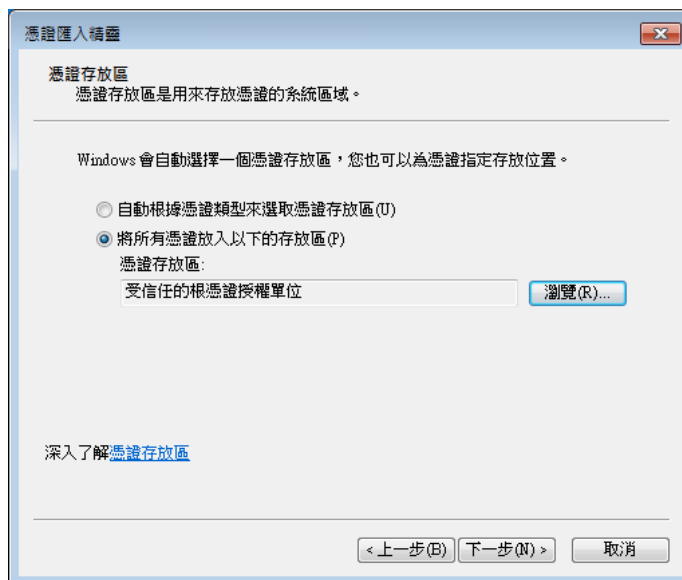 憑證匯入精靈
憑證存放區
憑證存放區是用來存放憑證的系統區域。
Windows 會自動選擇一個憑證存放區，您也可以為憑證指定存放位置。
自動根據憑證類型來選取憑證存放區(U)
將所有憑證放入以下的存放區(P)
憑證存放區:
受信任的根憑證授權單位 瀏覽(R)...
深入了解憑證存放區
< 上一步(B) 下一步(N) > 取消